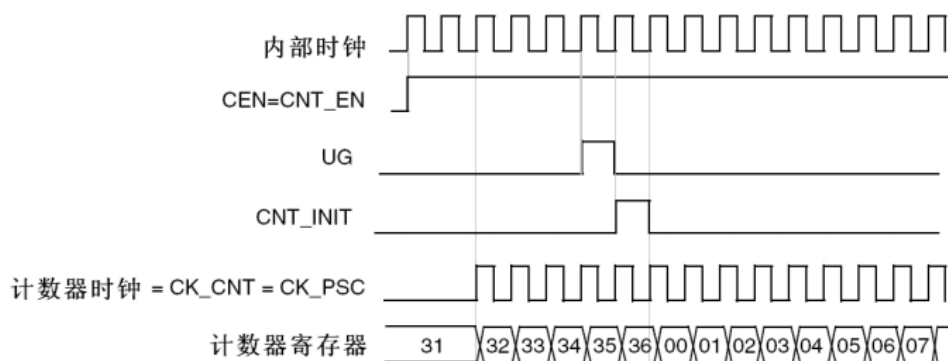 内部时钟
CEN=CNT_EN
UG
CNT_INIT
计数器时钟 = CK_CNT = CK_PSC
计数器寄存器 31 32 33 34 35 36 00 01 02 03 04 05 06 07